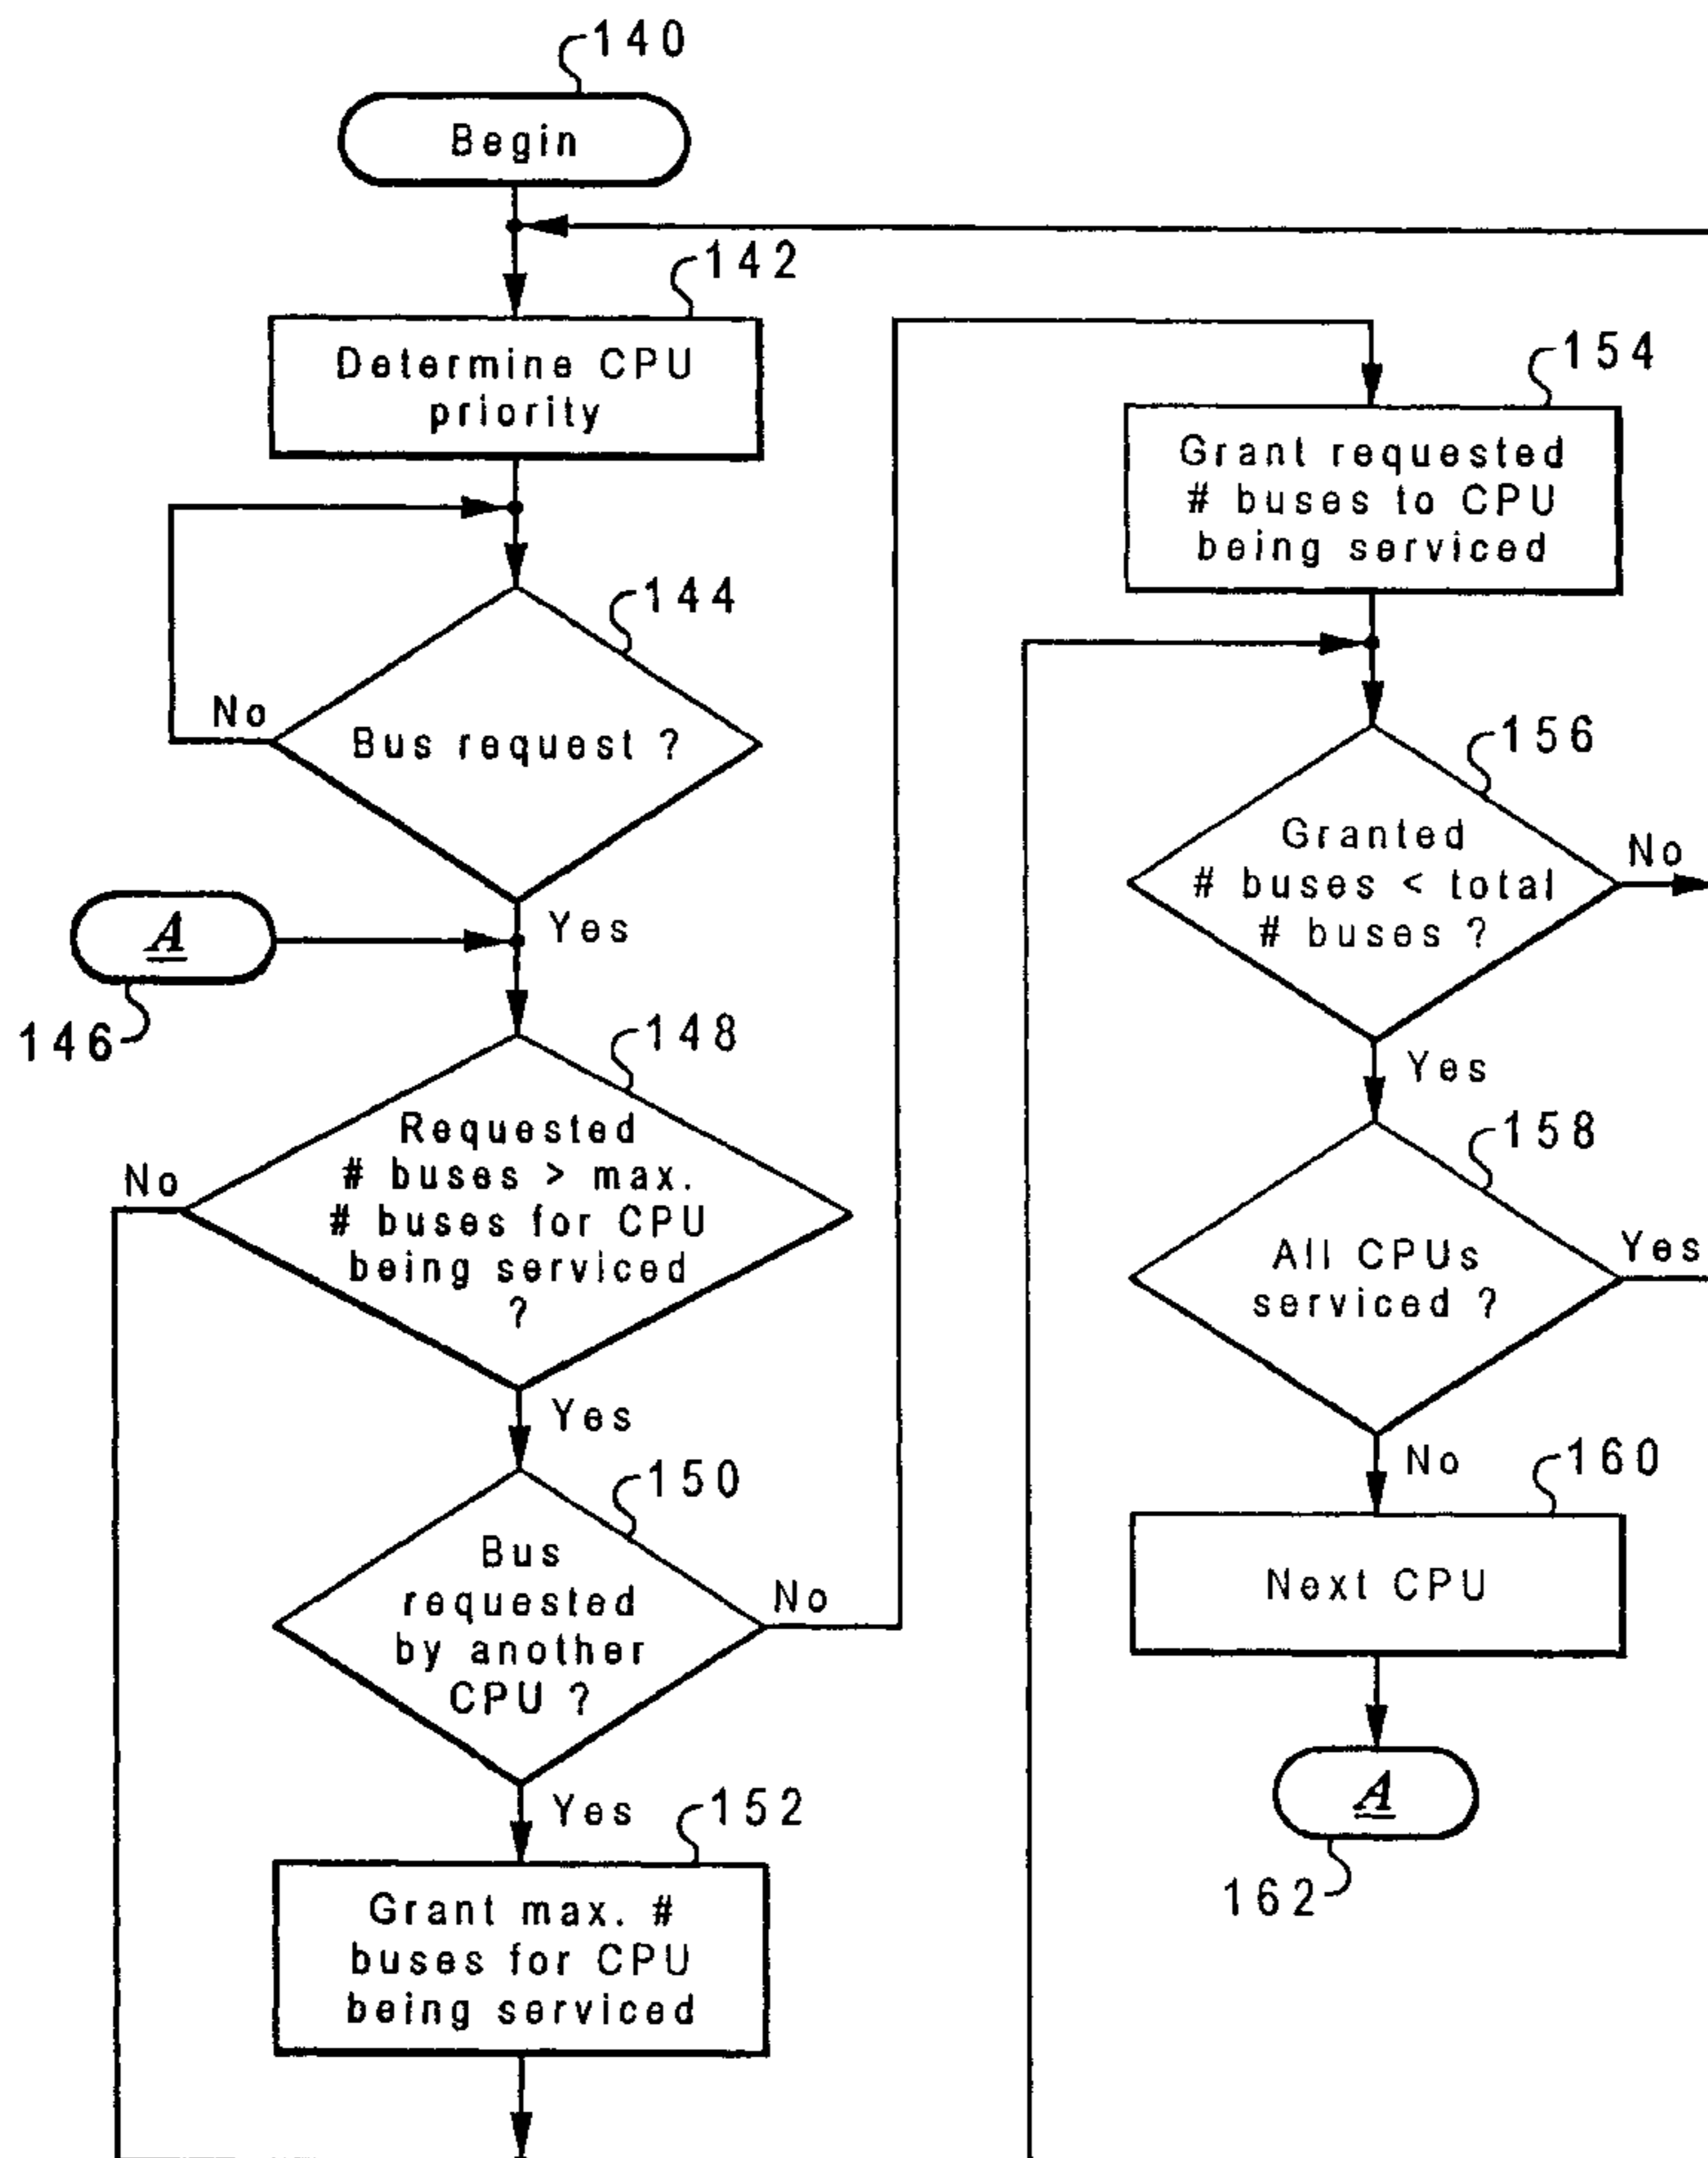 140
Begin
142
Determine CPU
priority
144
No
Bus request ?
Yes
A
146
148
Requested
# buses > max.
# buses for CPU
being serviced
?
No
Yes
150
Bus
requested
by another
CPU ?
No
Yes
152
Grant max. #
buses for CPU
being serviced
154
Grant requested
# buses to CPU
being serviced
156
Granted
# buses < total
# buses ?
No
Yes
158
All CPUs
serviced ?
Yes
No
160
Next CPU
A
162